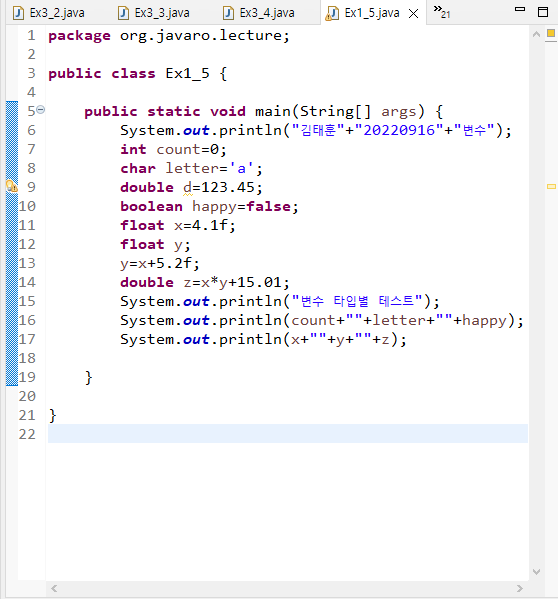 Ex3_2.java Ex3_3.java Ex3_4.java Ex1_5.java »21
1 package org.javaro.lecture;
2
3 public class Ex1_5 {
4
5 public static void main(String[] args) {
6 System.out.println("김태훈"+"20220916"+"변수");
7 int count=0;
8 char letter='a';
9 double d=123.45;
10 boolean happy=false;
11 float x=4.1f;
12 float y;
13 y=x+5.2f;
14 double z=x*y+15.01;
15 System.out.println("변수 타입별 테스트");
16 System.out.println(count+""+letter+""+happy);
17 System.out.println(x+""+y+""+z);
18
19 }
20
21 }
22